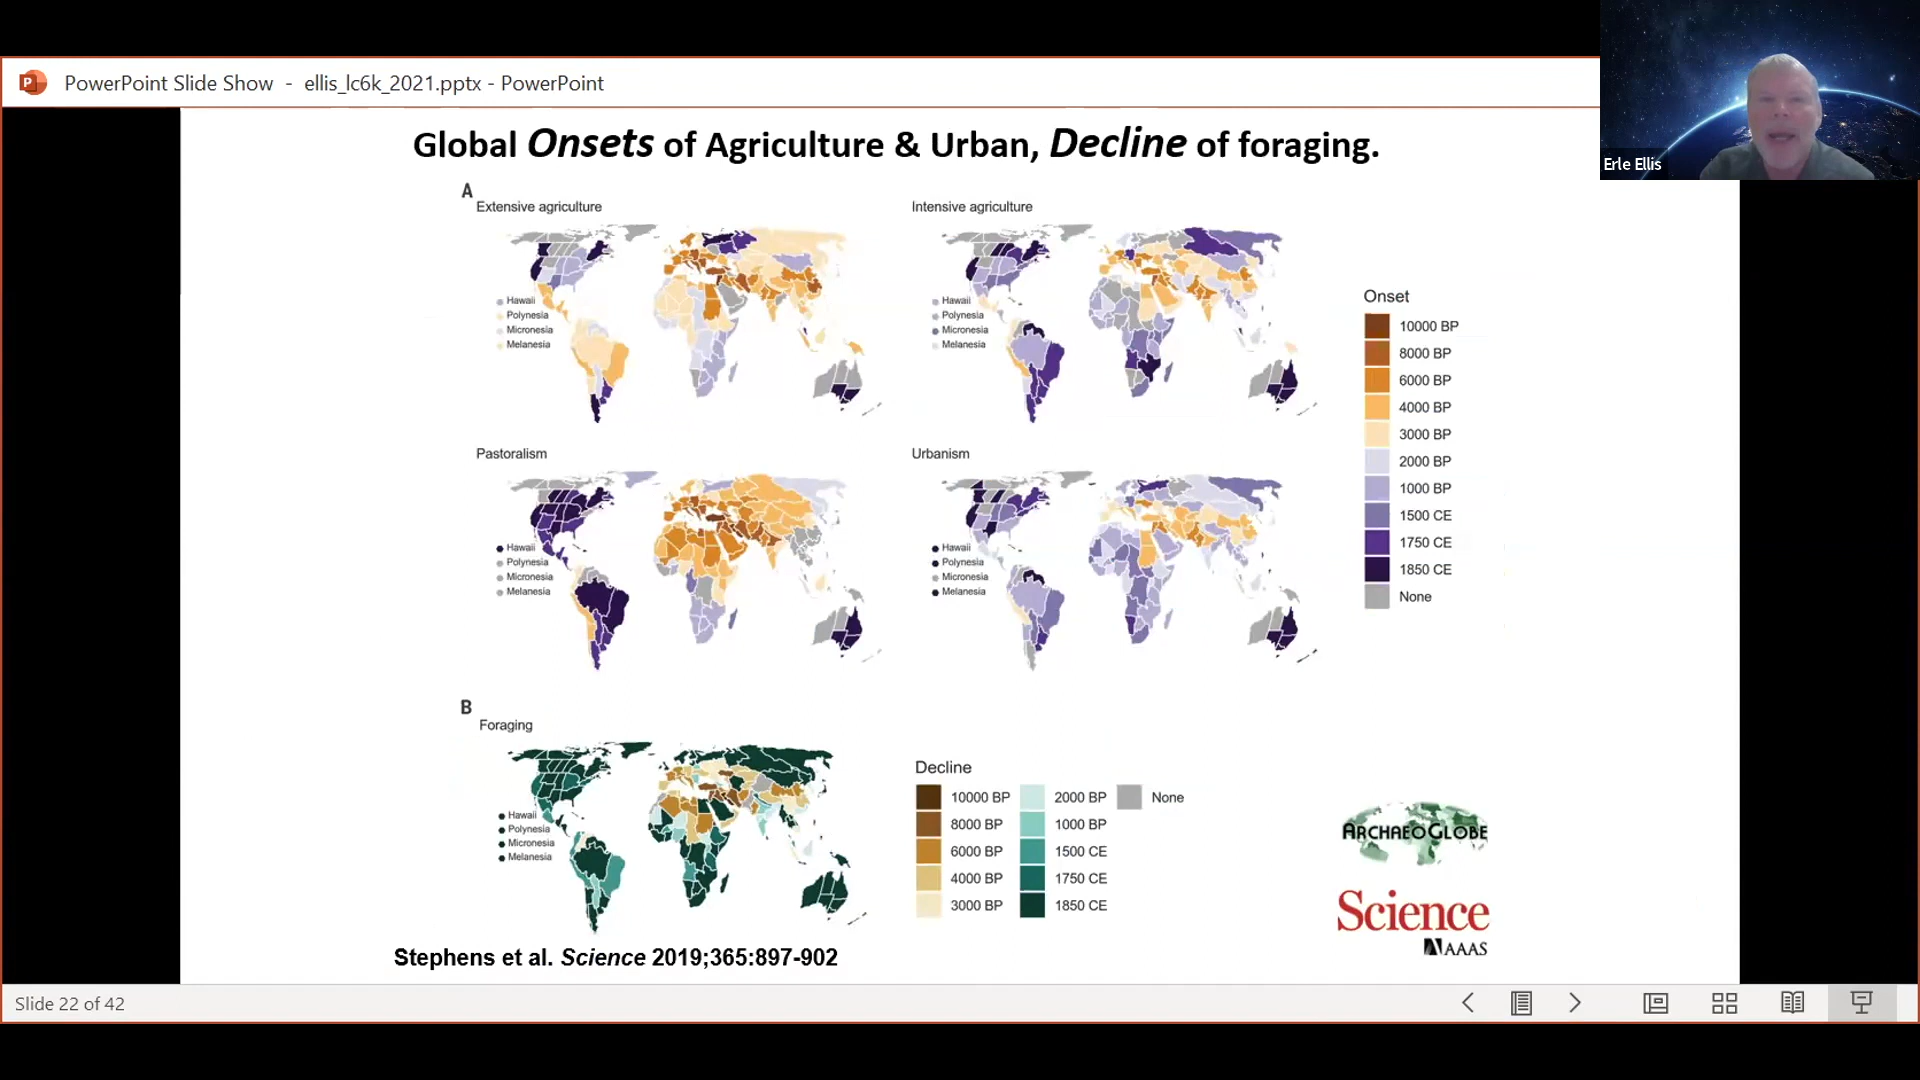 PowerPoint Slide Show - ellis_lc6k_2021.pptx - PowerPoint
Erle Ellis
Global Onsets of Agriculture & Urban, Decline of foraging.
A
Extensive agriculture
Hawaii
Polynesia
Micronesia
Melanesia
Intensive agriculture
Hawaii
Polynesia
Micronesia
Melanesia
Pastoralism
Hawaii
Polynesia
Micronesia
Melanesia
Urbanism
Hawaii
Polynesia
Micronesia
Melanesia
Onset
10000 BP
8000 BP
6000 BP
4000 BP
3000 BP
2000 BP
1000 BP
1500 CE
1750 CE
1850 CE
None
B
Foraging
Hawaii
Polynesia
Micronesia
Melanesia
Decline
10000 BP 2000 BP None
8000 BP 1000 BP
6000 BP 1500 CE
4000 BP 1750 CE
3000 BP 1850 CE
ARCHAEOGLOBE
Science
AAAS
Stephens et al. Science 2019;365:897-902
Slide 22 of 42